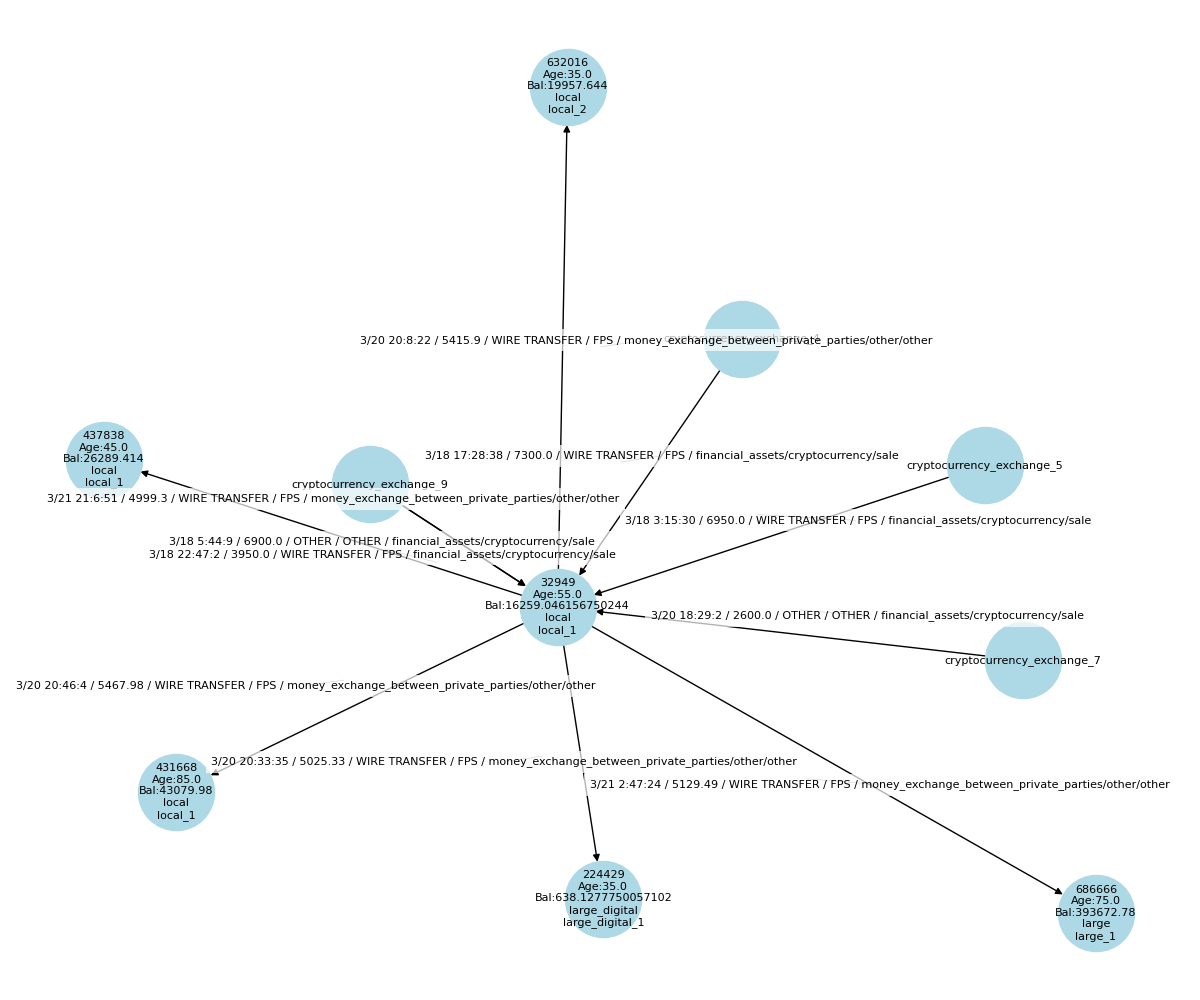 632016
Age:35.0
Bal:19957.644
local
local_2
3/20 20:8:22 / 5415.9 / WIRE TRANSFER / FPS / money_exchange_between_private_parties/other/other
437838
Age:45.0
Bal:26289.414
local
local_1
3/18 17:28:38 / 7300.0 / WIRE TRANSFER / FPS / financial_assets/cryptocurrency/sale
cryptocurrency_exchange_5
cryptocurrency_exchange_9
3/21 21:6:51 / 4999.3 / WIRE TRANSFER / FPS / money_exchange_between_private_parties/other/other
3/18 3:15:30 / 6950.0 / WIRE TRANSFER / FPS / financial_assets/cryptocurrency/sale
3/18 5:44:9 / 6900.0 / OTHER / OTHER / financial_assets/cryptocurrency/sale
3/18 22:47:2 / 3950.0 / WIRE TRANSFER / FPS / financial_assets/cryptocurrency/sale
32949
Age:55.0
Bal:16259.046156750244
local
local_1
3/20 18:29:2 / 2600.0 / OTHER / OTHER / financial_assets/cryptocurrency/sale
cryptocurrency_exchange_7
3/20 20:46:4 / 5467.98 / WIRE TRANSFER / FPS / money_exchange_between_private_parties/other/other
3/20 20:33:35 / 5025.33 / WIRE TRANSFER / FPS / money_exchange_between_private_parties/other/other
431668
Age:85.0
Bal:43079.98
local
local_1
3/21 2:47:24 / 5129.49 / WIRE TRANSFER / FPS / money_exchange_between_private_parties/other/other
224429
Age:35.0
Bal:638.1277750057102
large_digital
large_digital_1
686666
Age:75.0
Bal:393672.78
large
large_1